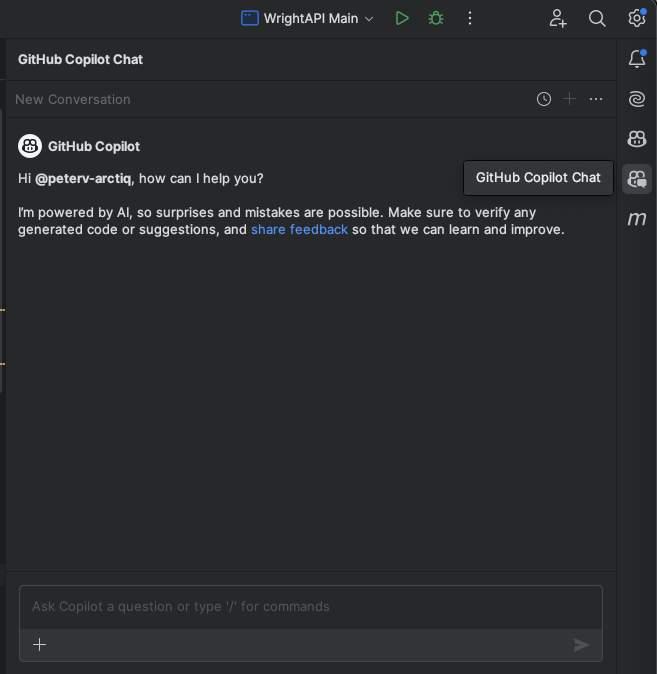 WrightAPI Main
GitHub Copilot Chat
New Conversation
GitHub Copilot
Hi @peterv-arctiq, how can I help you?
GitHub Copilot Chat
I'm powered by AI, so surprises and mistakes are possible. Make sure to verify any
generated code or suggestions, and share feedback so that we can learn and improve.
m
Ask Copilot a question or type '/' for commands